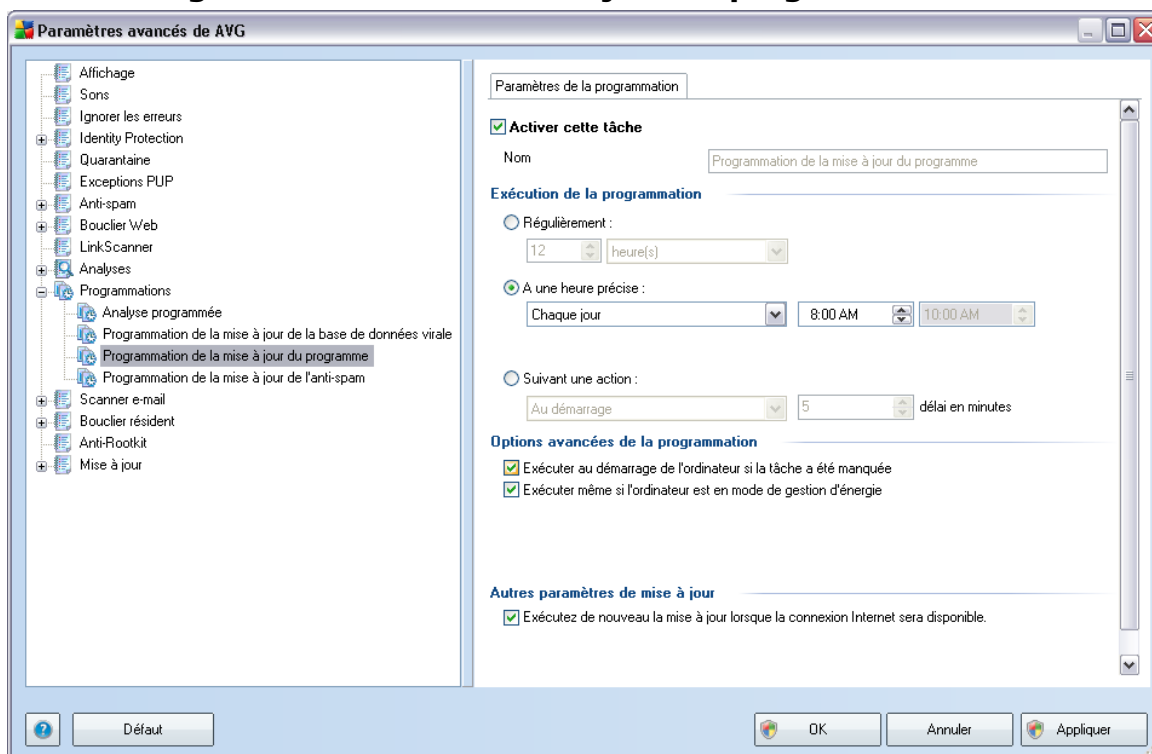 Paramètres avancés de AVG
Affichage
Sons
Ignorer les erreurs
Identity Protection
Quarantaine
Exceptions PUP
Anti-spam
Bouclier Web
LinkScanner
Analyses
Programmations
Analyse programmée
Programmation de la mise à jour de la base de données virale
Programmation de la mise à jour du programme
Programmation de la mise à jour de l'anti-spam
Scanner e-mail
Bouclier résident
Anti-Rootkit
Mise à jour
Paramètres de la programmation
Activer cette tâche
Nom Programmation de la mise à jour du programme
Exécution de la programmation
Régulièrement :
12 heure(s)
A une heure précise :
Chaque jour 8:00 AM 10:00 AM
Suivant une action :
Au démarrage 5 délai en minutes
Options avancées de la programmation
Exécuter au démarrage de l'ordinateur si la tâche a été manquée
Exécuter même si l'ordinateur est en mode de gestion d'énergie
Autres paramètres de mise à jour
Exécutez de nouveau la mise à jour lorsque la connexion Internet sera disponible.
Défaut OK Annuler Appliquer